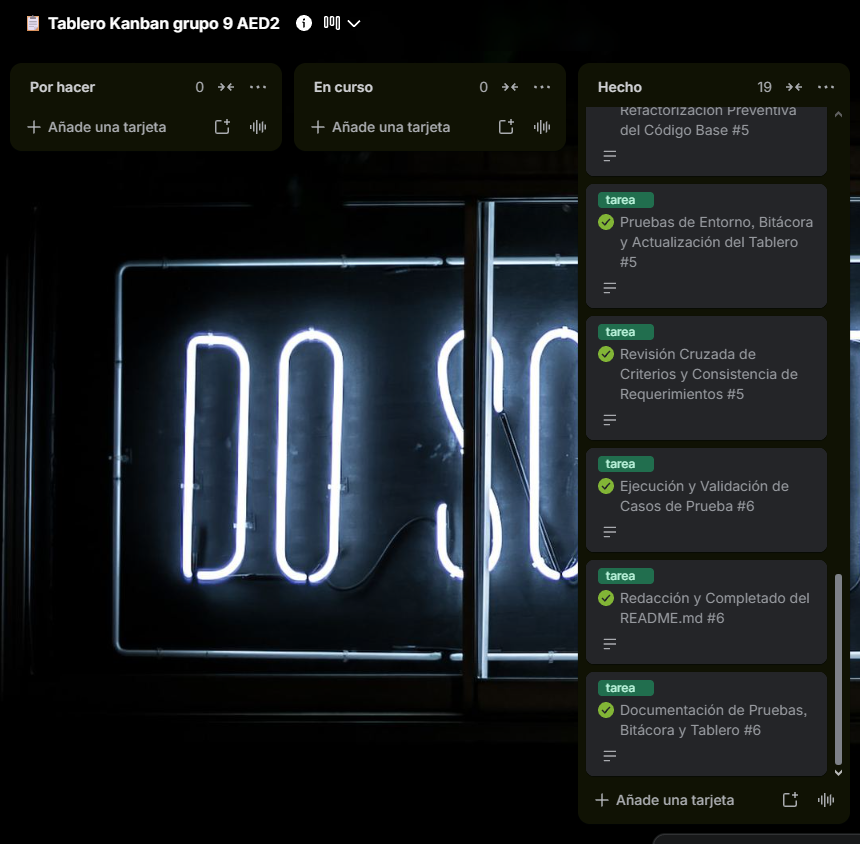 Tablero Kanban grupo 9 AED2
Por hacer
0
Añade una tarjeta
En curso
0
Añade una tarjeta
Hecho
19
Refactorización Preventiva
del Código Base #5
tarea
Pruebas de Entorno, Bitácora
y Actualización del Tablero
#5
tarea
Revisión Cruzada de
Criterios y Consistencia de
Requerimientos #5
tarea
Ejecución y Validación de
Casos de Prueba #6
tarea
Redacción y Completado del
README.md #6
tarea
Documentación de Pruebas,
Bitácora y Tablero #6
Añade una tarjeta
DO SO